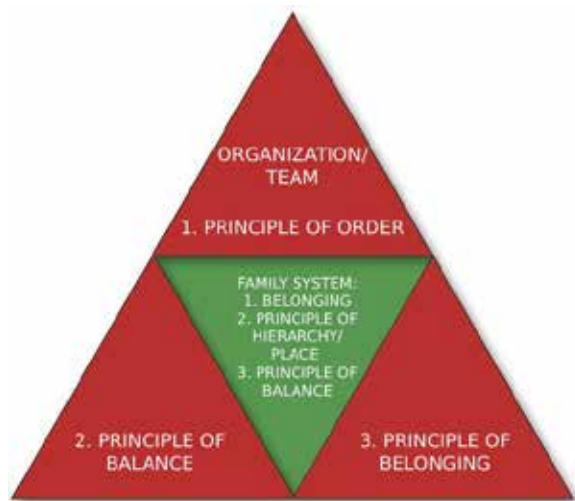 ORGANIZATION/
TEAM
1. PRINCIPLE OF ORDER
FAMILY SYSTEM:
1. BELONGING
2. PRINCIPLE OF
HIERARCHY/
PLACE
3. PRINCIPLE OF
BALANCE
2. PRINCIPLE OF
BALANCE
3. PRINCIPLE OF
BELONGING